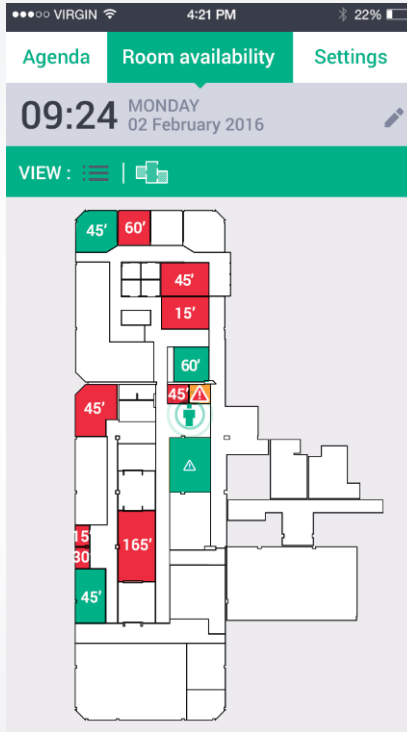 VIRGIN 4:21 PM 22%
Agenda Room availability Settings
09:24 MONDAY
02 February 2016
VIEW :
45' 60'
45'
15'
60'
45'
45'
15'
165'
30'
45'